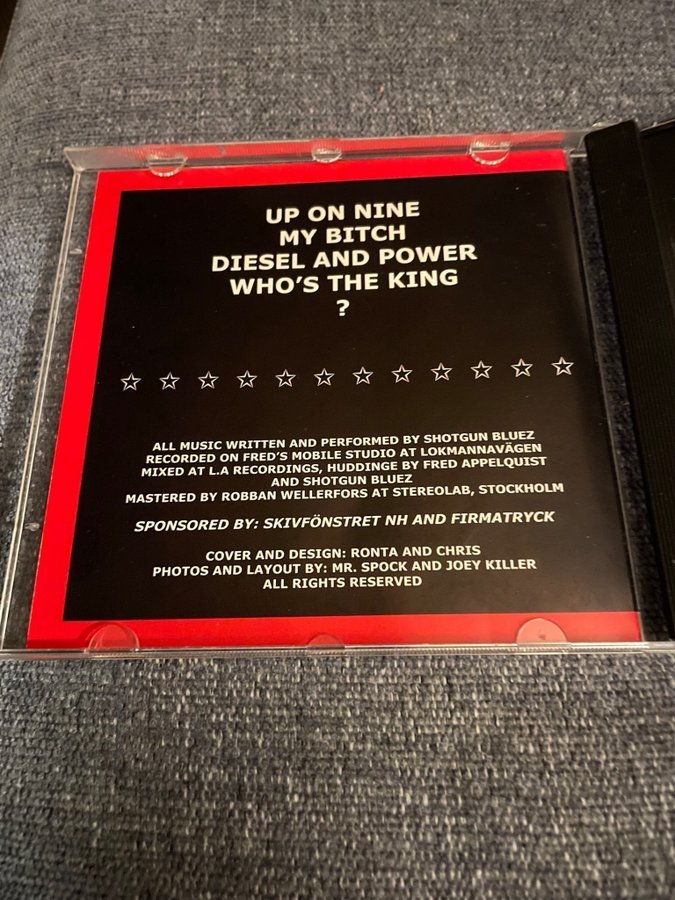 UP ON NINE
MY BITCH
DIESEL AND POWER
WHO'S THE KING
?
ALL MUSIC WRITTEN AND PERFORMED BY SHOTGUN BLUEZ
RECORDED ON FRED'S MOBILE STUDIO AT LOKMANNAVÄGEN
MIXED AT L.A RECORDINGS, HUDDINGE BY FRED APPELQUIST
AND SHOTGUN BLUEZ
MASTERED BY ROBBAN WELLERFORS AT STEREOLAB, STOCKHOLM
SPONSORED BY: SKIVFÖNSTRET NH AND FIRMATRYCK
COVER AND DESIGN: RONTA AND CHRIS
PHOTOS AND LAYOUT BY: MR. SPOCK AND JOEY KILLER
ALL RIGHTS RESERVED